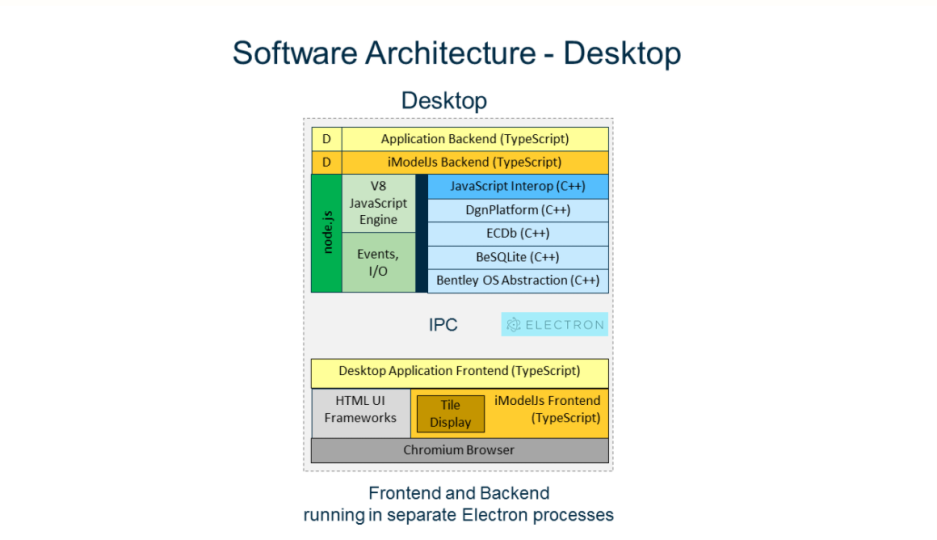 Software Architecture - Desktop
Desktop
D
Application Backend (TypeScript)
D
iModelJs Backend (TypeScript)
node.js
V8
JavaScript
Engine
Events,
I/O
JavaScript Interop (C++)
DgnPlatform (C++)
ECDb (C++)
BeSQLite (C++)
Bentley OS Abstraction (C++)
IPC
ELECTRON
Desktop Application Frontend (TypeScript)
HTML UI
Frameworks
Tile
Display
iModelJs Frontend
(TypeScript)
Chromium Browser
Frontend and Backend
running in separate Electron processes